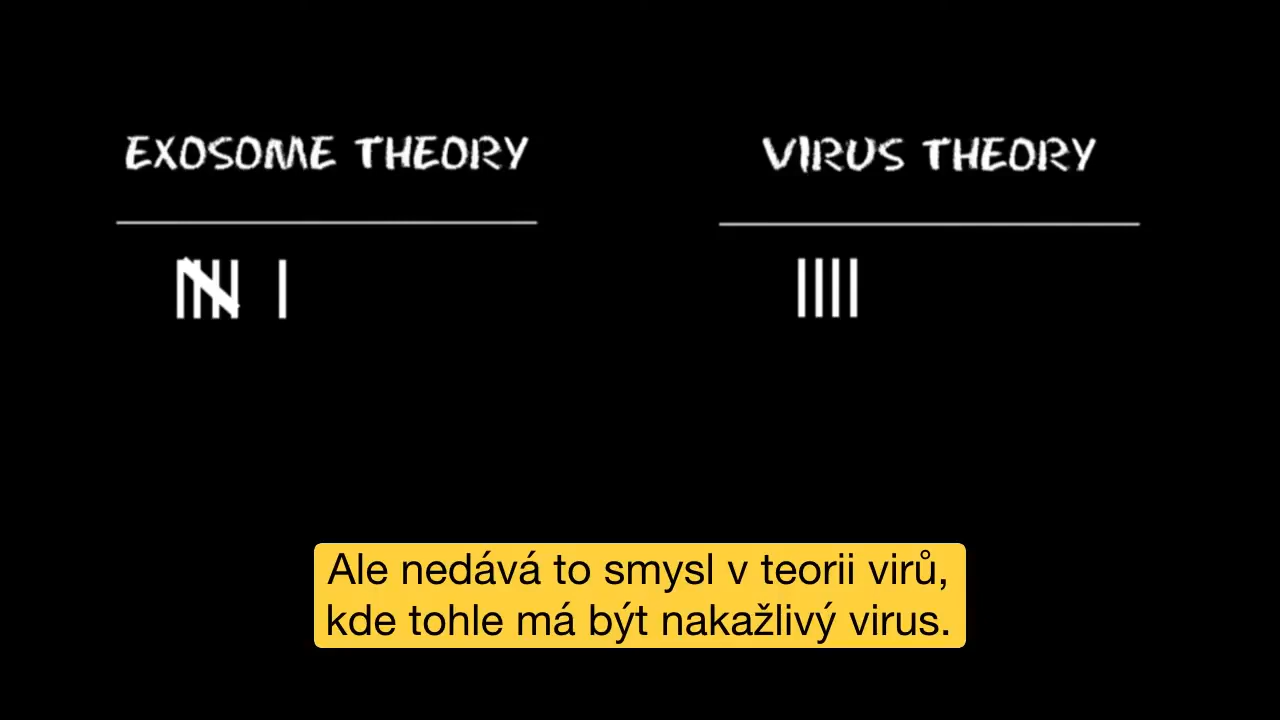 EXOSOME THEORY
VIRUS THEORY
Ale nedává to smysl v teorii virů,
kde tohle má být nakažlivý virus.